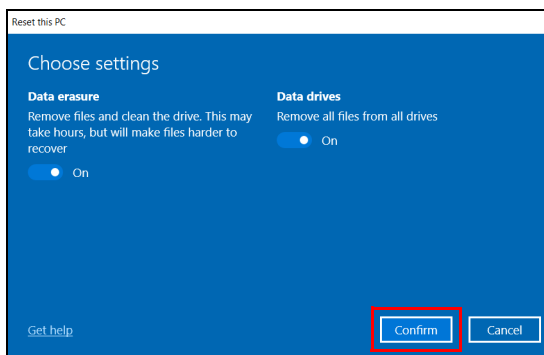 Reset this PC
Choose settings
Data erasure
Remove files and clean the drive. This may
take hours, but will make files harder to
recover
On
Data drives
Remove all files from all drives
On
Get help
Confirm
Cancel